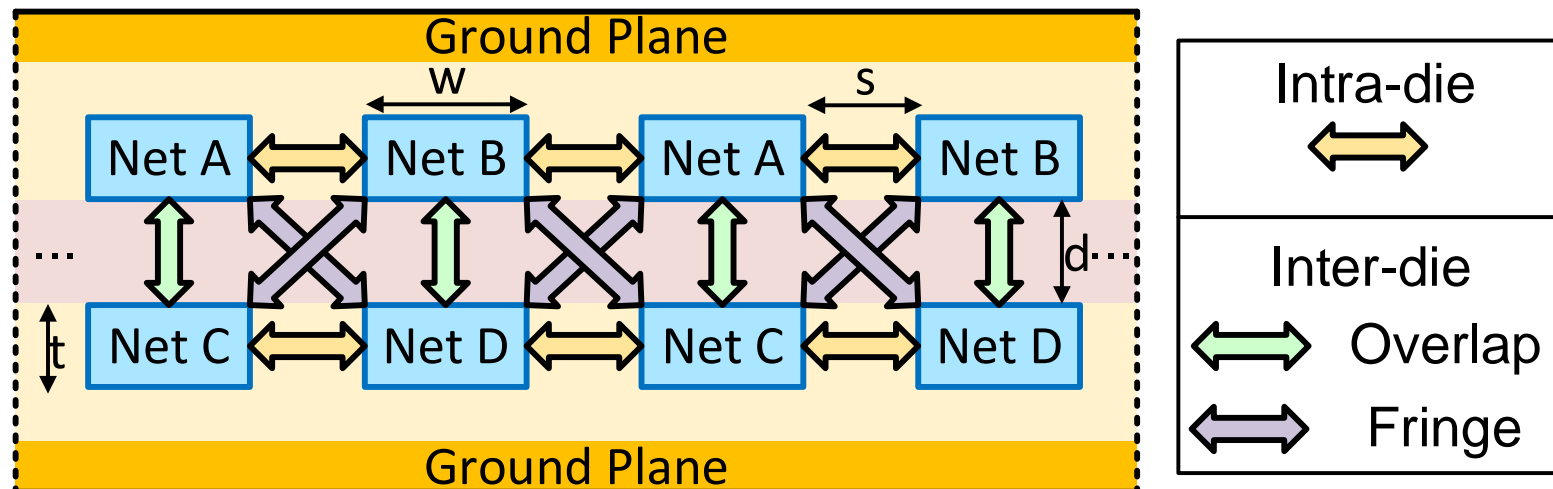 Ground Plane
w
s
Net A
Net B
Net A
Net B
...
d
...
t
Net C
Net D
Net C
Net D
Ground Plane
Intra-die
Inter-die
Overlap
Fringe